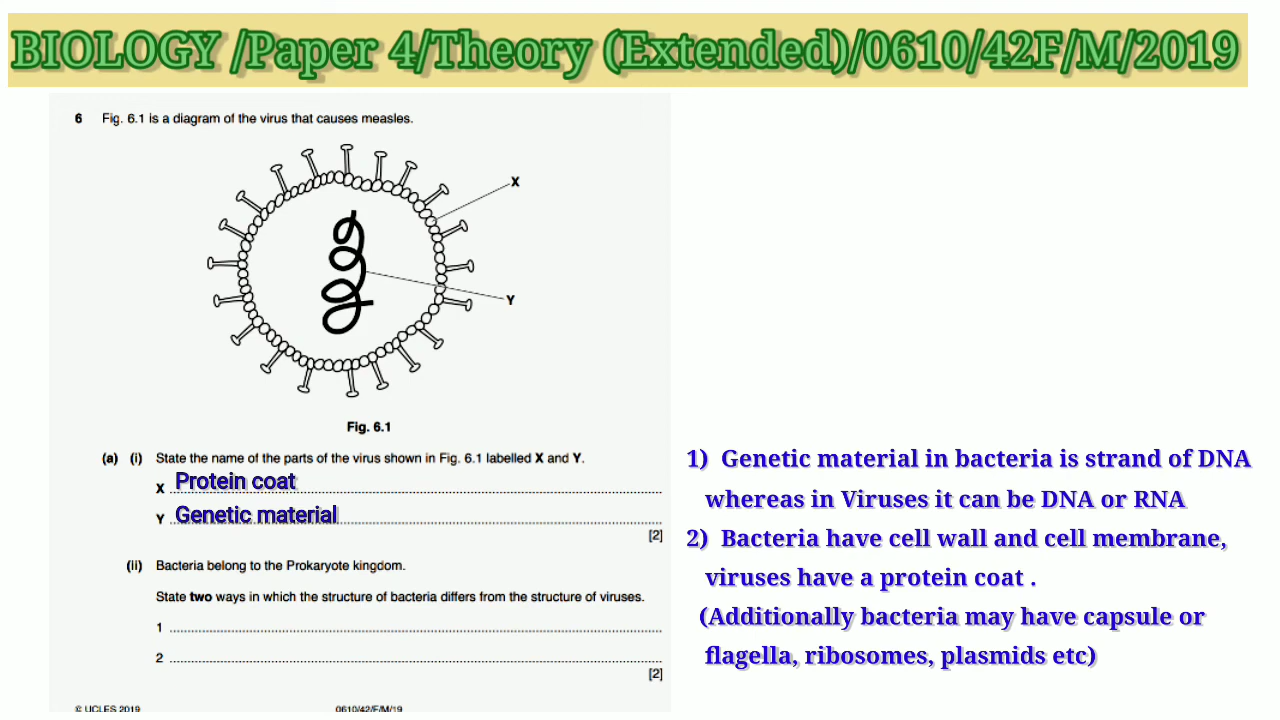 BIOLOGY /Paper 4/Theory (Extended)/0610/42F/M/2019
6 Fig. 6.1 is a diagram of the virus that causes measles.
X
Y
Fig. 6.1
(a) (i) State the name of the parts of the virus shown in Fig. 6.1 labelled X and Y.
X Protein coat
Y Genetic material
[2]
(ii) Bacteria belong to the Prokaryote kingdom.
State two ways in which the structure of bacteria differs from the structure of viruses.
1
2
[2]
© UCLES 2019 0610/42/F/M/19
1) Genetic material in bacteria is strand of DNA
whereas in Viruses it can be DNA or RNA
2) Bacteria have cell wall and cell membrane,
viruses have a protein coat .
(Additionally bacteria may have capsule or
flagella, ribosomes, plasmids etc)